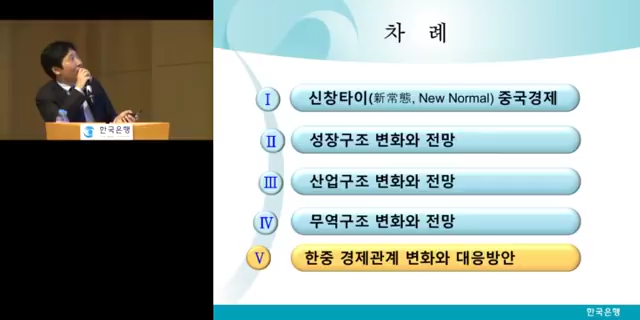 차 례
Ⅰ 신창타이(新常態, New Normal) 중국경제
Ⅱ 성장구조 변화와 전망
Ⅲ 산업구조 변화와 전망
Ⅳ 무역구조 변화와 전망
Ⅴ 한중 경제관계 변화와 대응방안
한국은행
한국은행